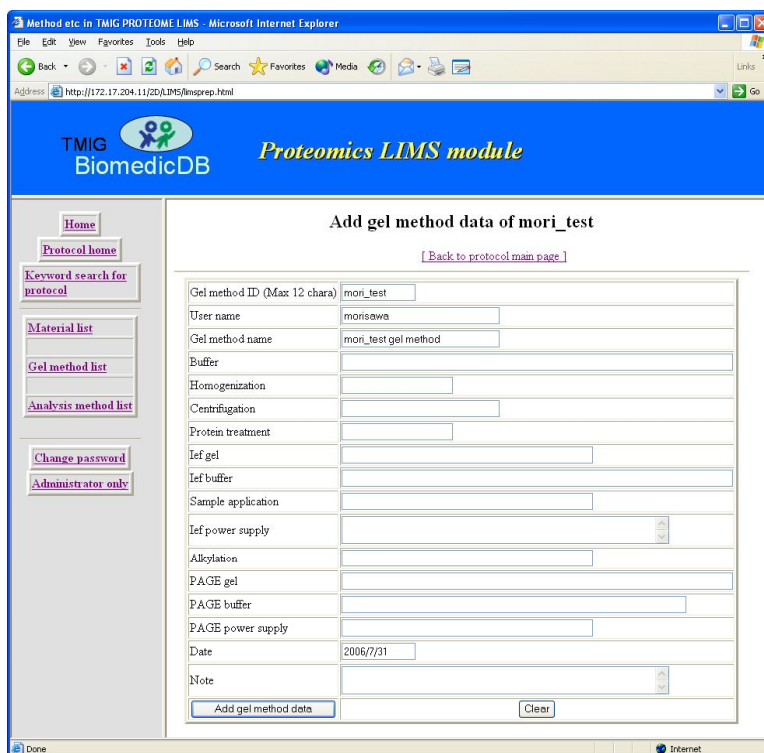 Method etc in TMIG PROTEOME LIMS - Microsoft Internet Explorer
File Edit View Favorites Tools Help
Back Search Favorites Media Links
Address http://172.17.204.11/2D/LIMS/limsprep.html Go
TMIG
BiomedicDB
Proteomics LIMS module
Home
Protocol home
Keyword search for
protocol
Material list
Gel method list
Analysis method list
Change password
Administrator only
Add gel method data of mori_test
[ Back to protocol main page ]
Gel method ID (Max 12 chara) mori_test
User name morisawa
Gel method name mori_test gel method
Buffer
Homogenization
Centrifugation
Protein treatment
Ief gel
Ief buffer
Sample application
Ief power supply
Alkylation
PAGE gel
PAGE buffer
PAGE power supply
Date 2006/7/31
Note
Add gel method data Clear
Done Internet